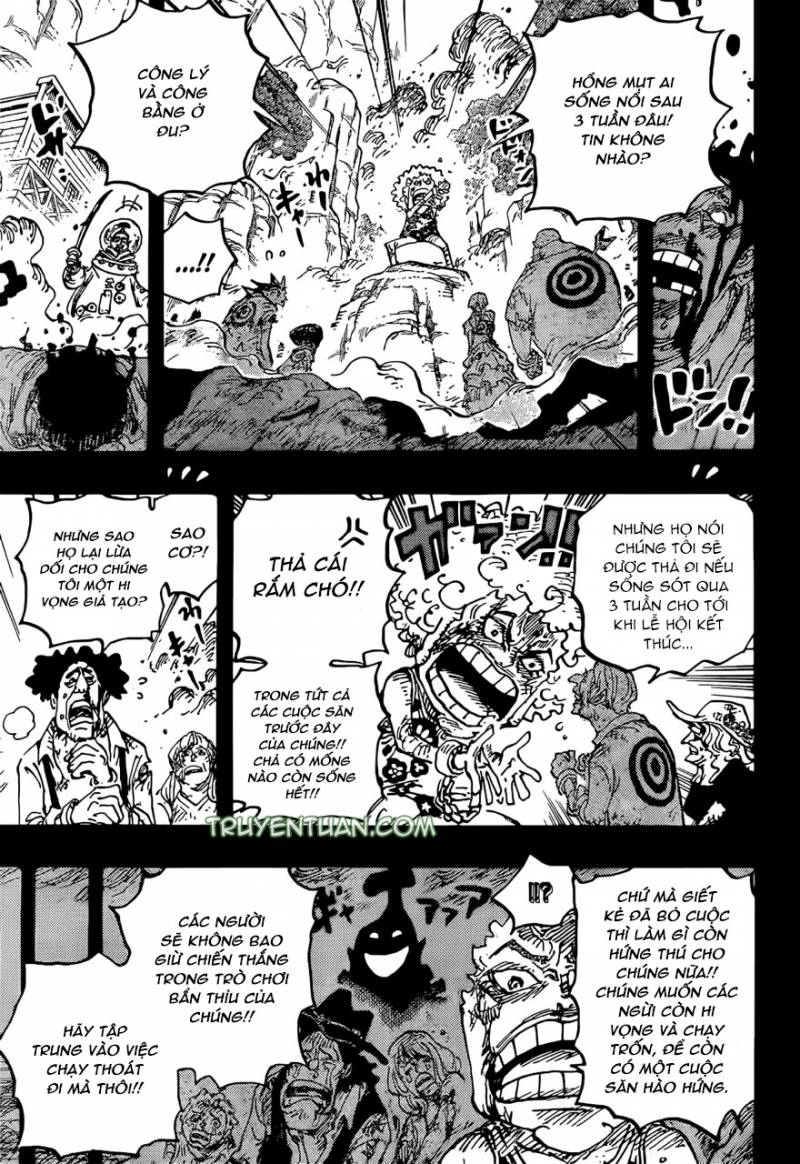 HỔNG MỤT AI
SỐNG NỔI SAU
3 TUẦN ĐÂU!
TIN KHÔNG
NHÀO?
CÔNG LÝ
VÀ CÔNG
BẰNG Ở
ĐU?
....!!
ドン!!
NHƯNG HỌ NÓI
CHÚNG TÔI SẼ
ĐƯỢC THẢ ĐI NẾU
SỐNG SÓT QUA
3 TUẦN CHO TỚI
KHI LỄ HỘI KẾT
THÚC...
THẢ CÁI
RẮM CHÓ!!
TRONG TỨT CẢ
CÁC CUỘC SĂN
TRƯỚC ĐÂY
CỦA CHÚNG!!
CHẢ CÓ MỐNG
NÀO CÒN SỐNG
HẾT!!
SAO
CƠ?!
NHƯNG SAO
HỌ LẠI LỪA
DỐI CHO CHÚNG
TÔI MỘT HI
VỌNG GIẢ TẠO?
TRUYENTUAN.COM
CHỨ MÀ GIẾT
KẺ ĐÃ BỎ CUỘC
THÌ LÀM GÌ CÒN
HỨNG THÚ CHO
CHÚNG NỮA!!
CHÚNG MUỐN CÁC
NGƯỜI CÒN HI
VỌNG VÀ CHẠY
TRỐN, ĐỂ CÒN
CÓ MỘT CUỘC
SĂN HÀO HỨNG.
!!?
CÁC NGƯỜI
SẼ KHÔNG BAO
GIỜ CHIẾN THẮNG
TRONG TRÒ CHƠI
BẨN THỈU CỦA
CHÚNG!!
HÃY TẬP
TRUNG VÀO VIỆC
CHẠY THOÁT
ĐI MÀ THÔI!!